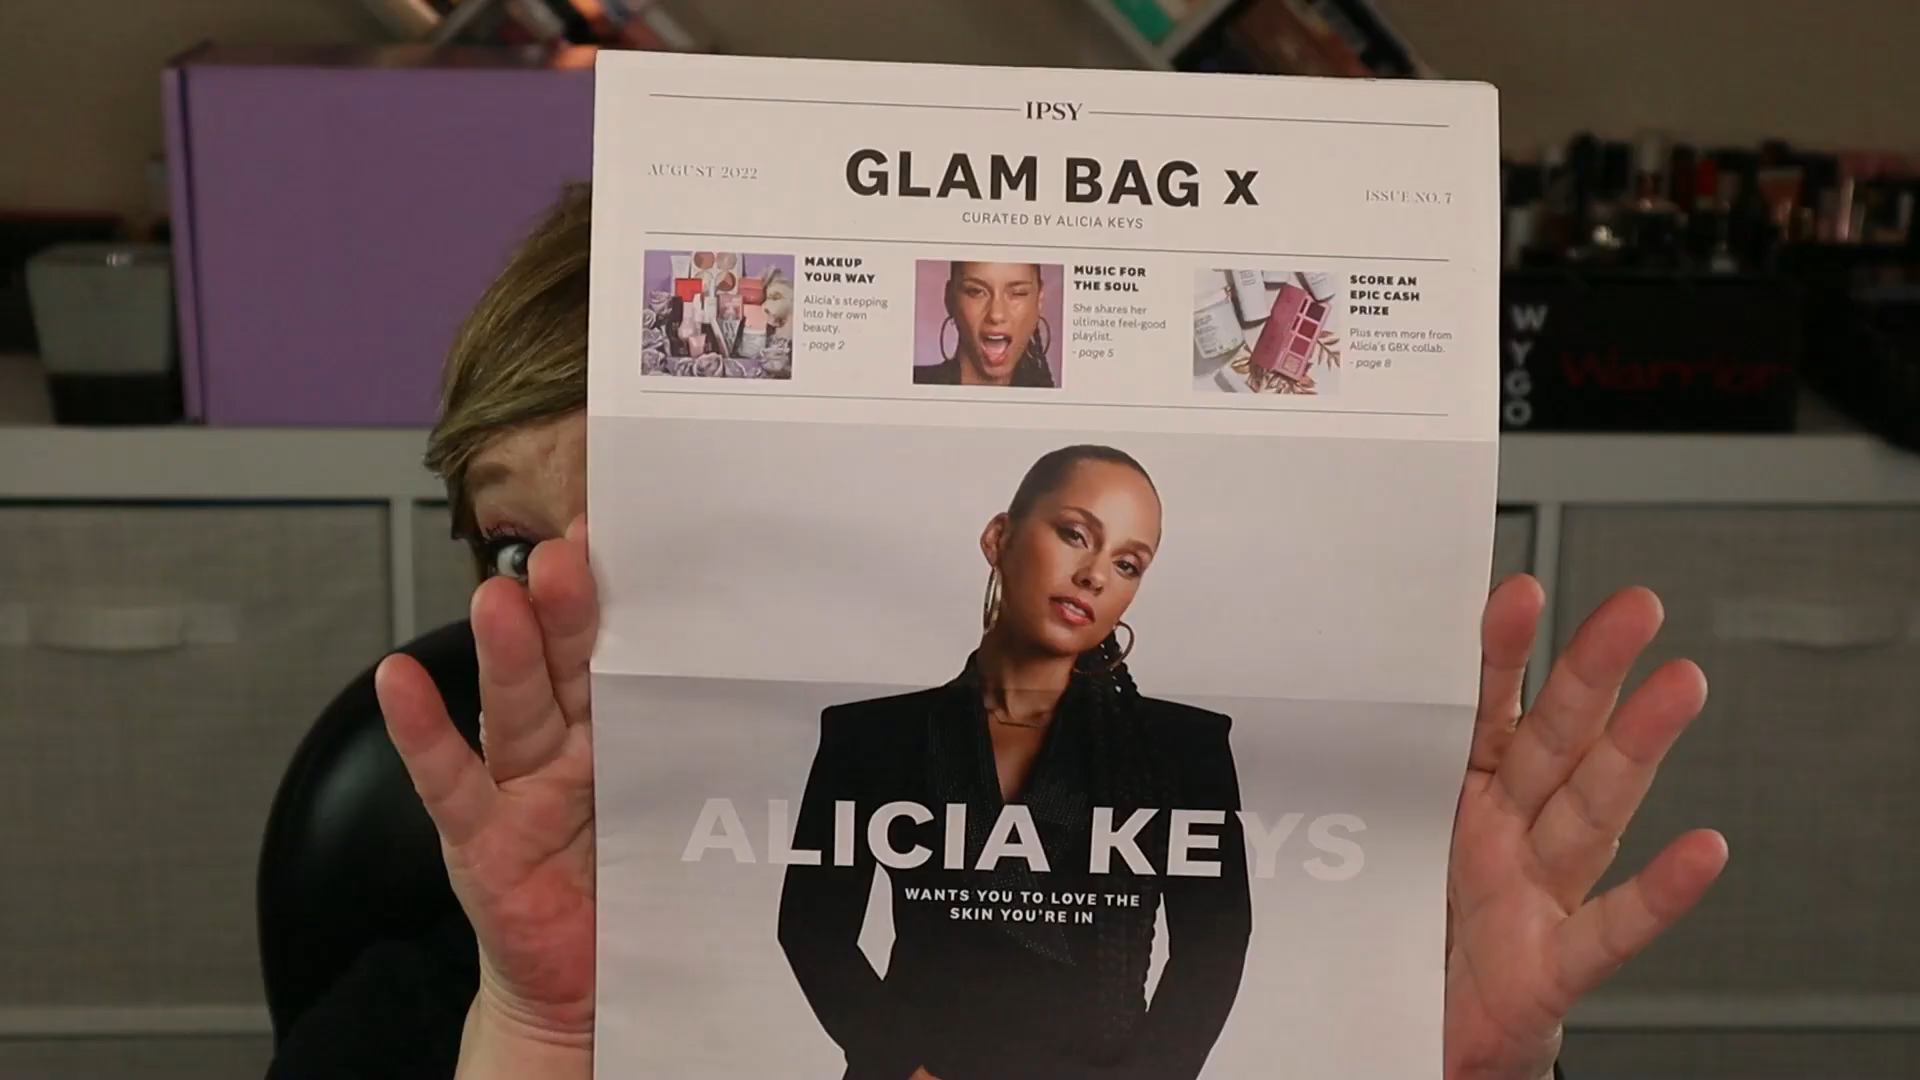 IPSY
AUGUST 2022
GLAM BAG x
ISSUE NO. 7
CURATED BY ALICIA KEYS
MAKEUP
YOUR WAY
Alicia's stepping
into her own
beauty.
- page 2
MUSIC FOR
THE SOUL
She shares her
ultimate feel-good
playlist.
- page 5
SCORE AN
EPIC CASH
PRIZE
Plus even more from
Alicia's GBX collab.
- page 8
ALICIA KEYS
WANTS YOU TO LOVE THE
SKIN YOU'RE IN
WYGO
Warrior